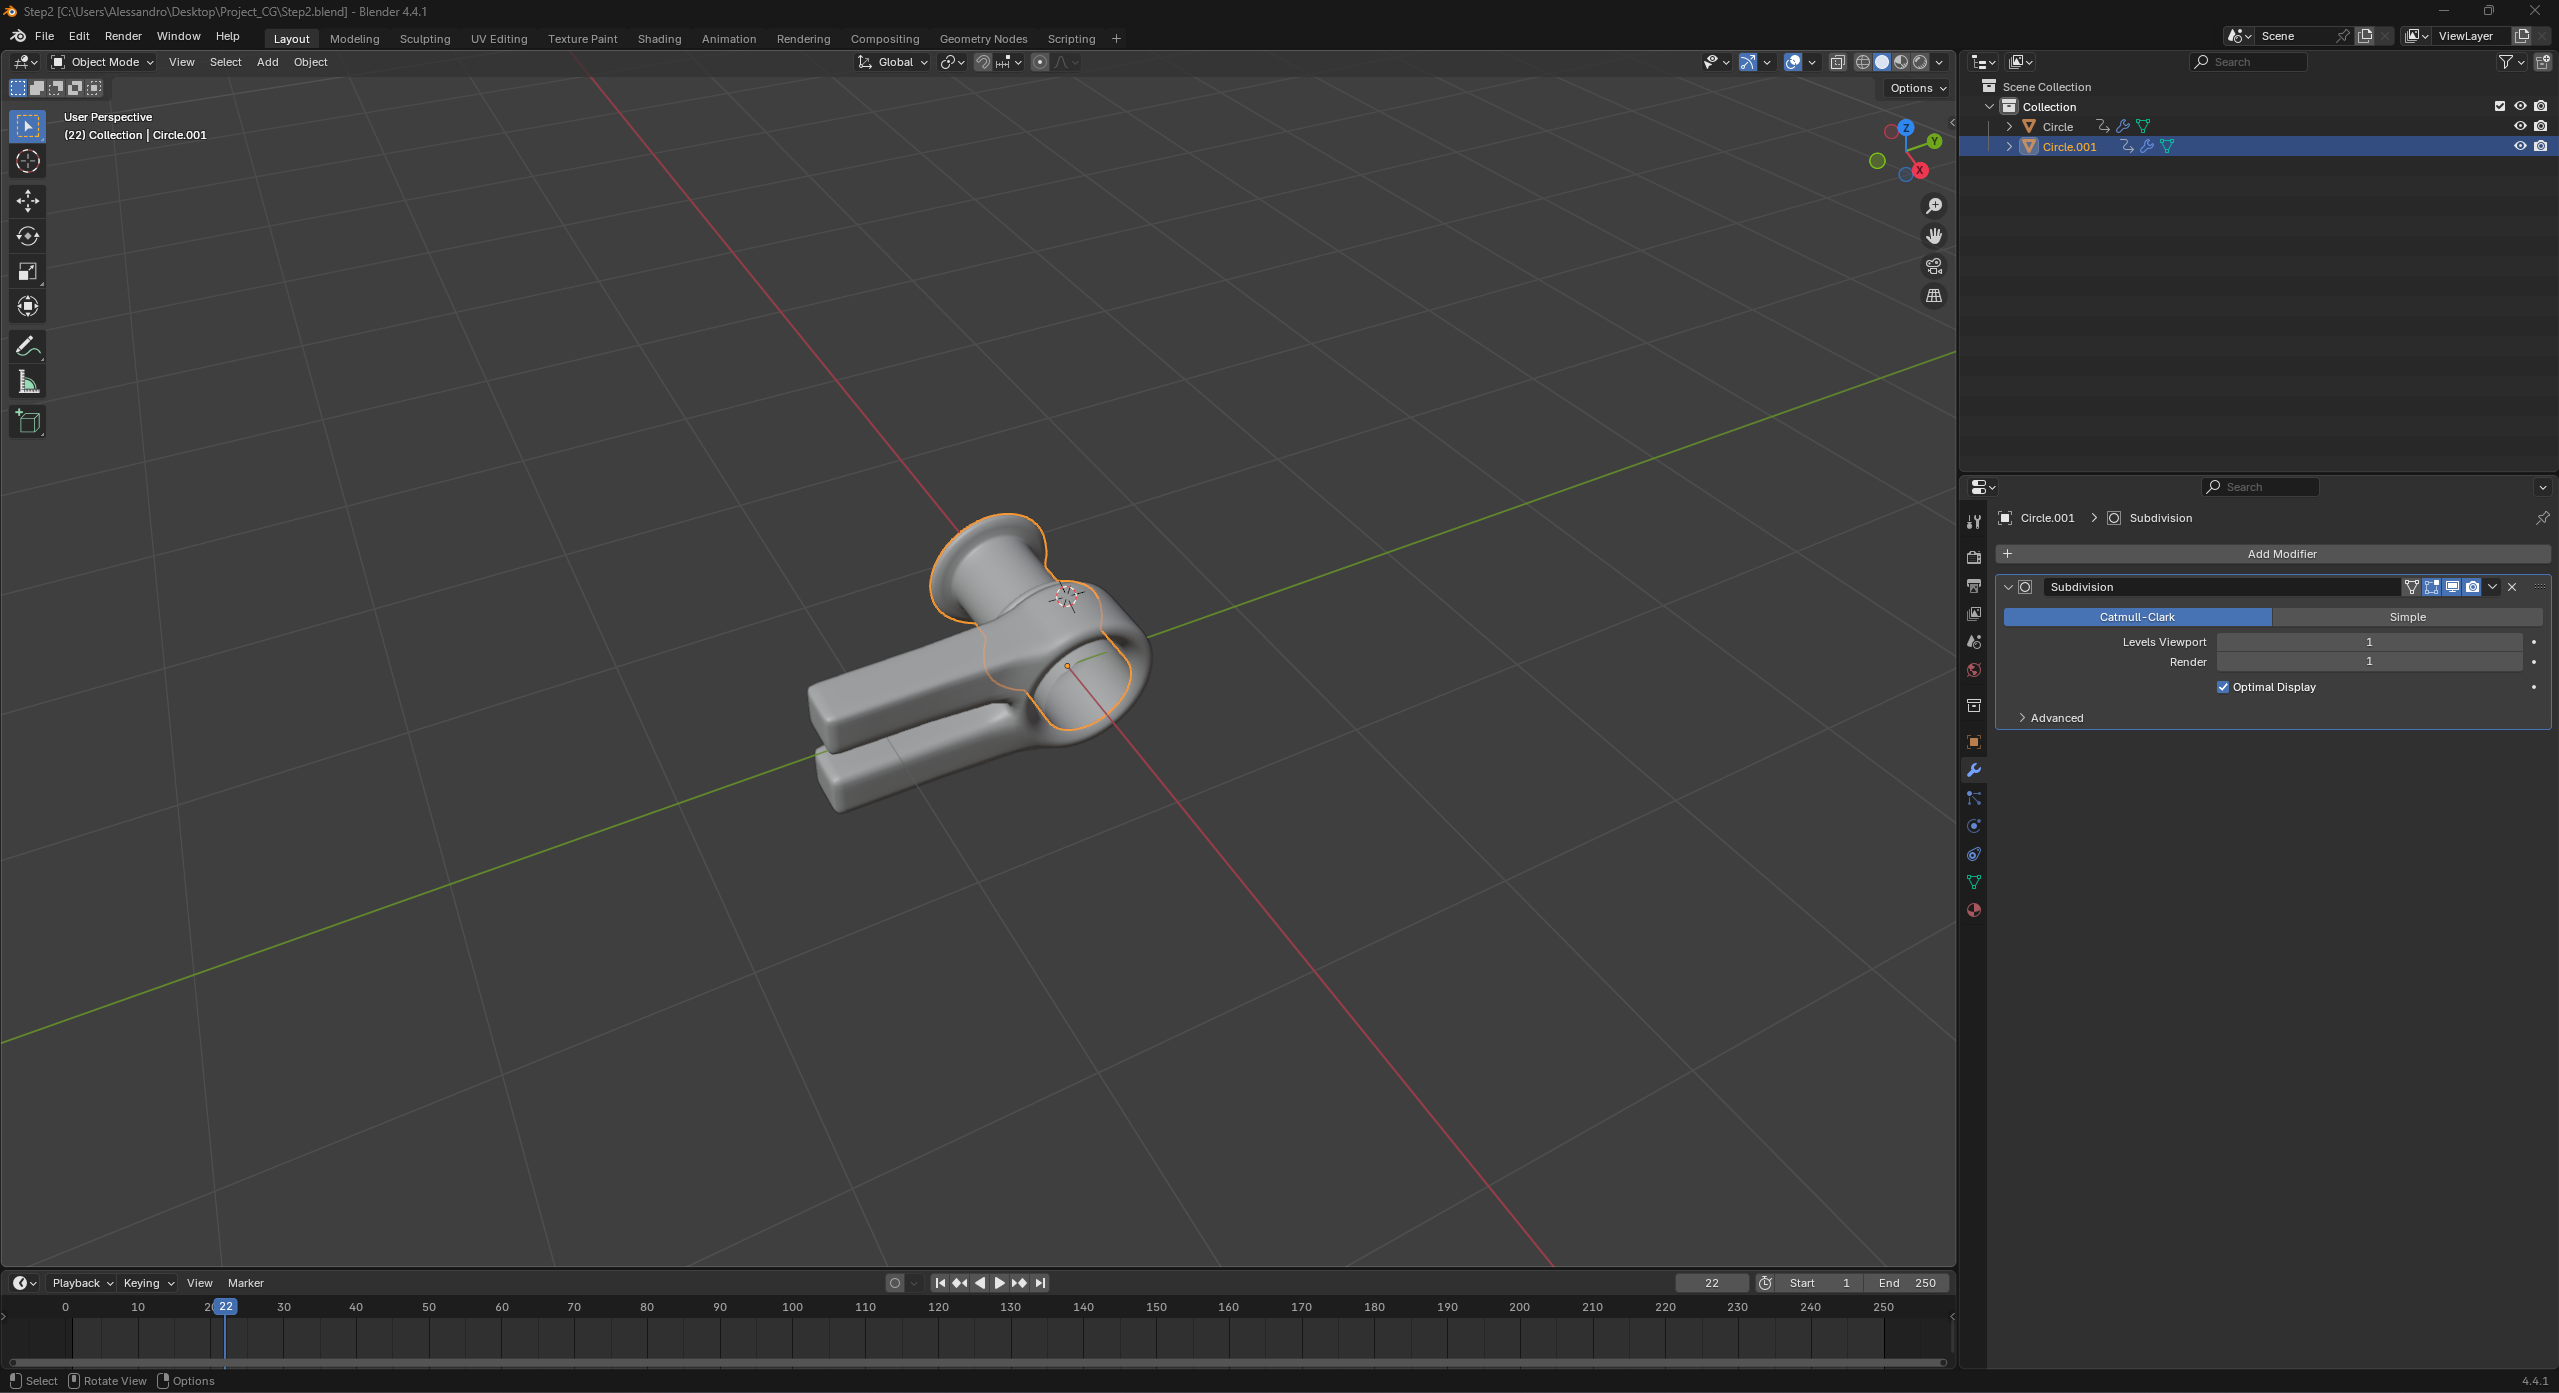 Step2 [C:\Users\Alessandro\Desktop\Project_CG\Step2.blend] - Blender 4.4.1
File Edit Render Window Help Layout Modeling Sculpting UV Editing Texture Paint Shading Animation Rendering Compositing Geometry Nodes Scripting + Scene ViewLayer
Object Mode View Select Add Object Global Search
Options
User Perspective
(22) Collection | Circle.001
Z
Y
X
Scene Collection
Collection
Circle
Circle.001
Search
Circle.001 > Subdivision
+ Add Modifier
Subdivision
Catmull-Clark Simple
Levels Viewport 1
Render 1
Optimal Display
Advanced
Playback Keying View Marker 22 Start 1 End 250
0 10 22 30 40 50 60 70 80 90 100 110 120 130 140 150 160 170 180 190 200 210 220 230 240 250
Select Rotate View Options 4.4.1